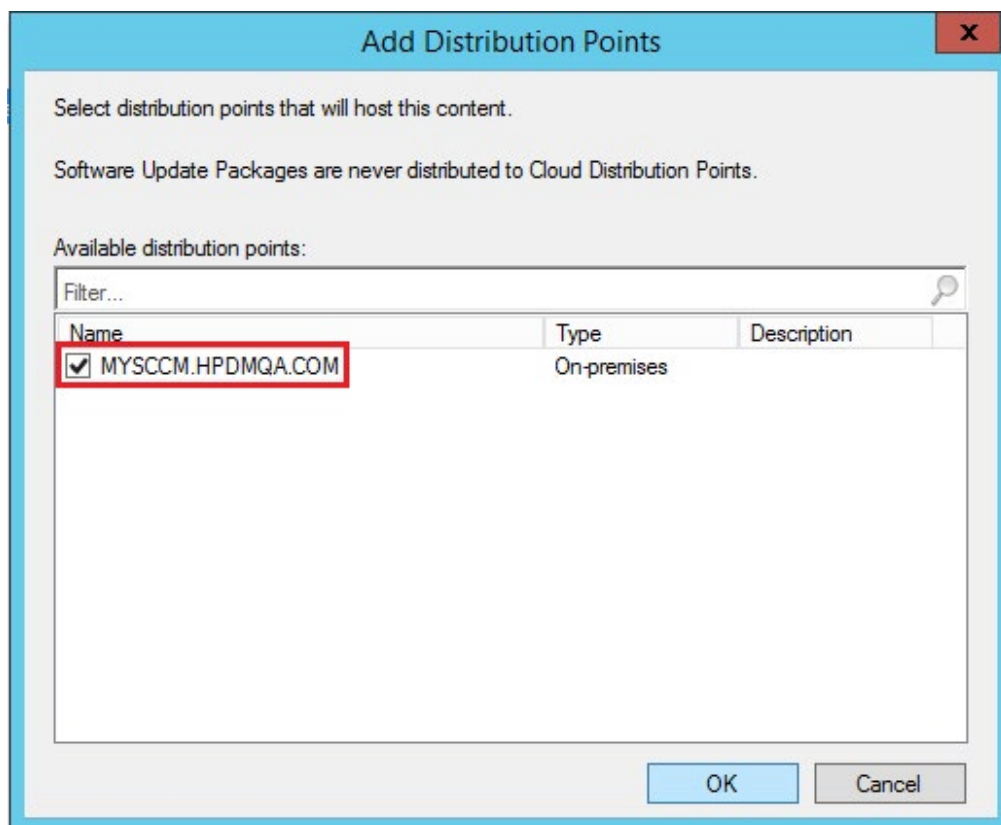 Add Distribution Points
x
Select distribution points that will host this content.
Software Update Packages are never distributed to Cloud Distribution Points.
Available distribution points:
Filter...
Name Type Description
MYSCCM.HPDMQA.COM On-premises
OK Cancel